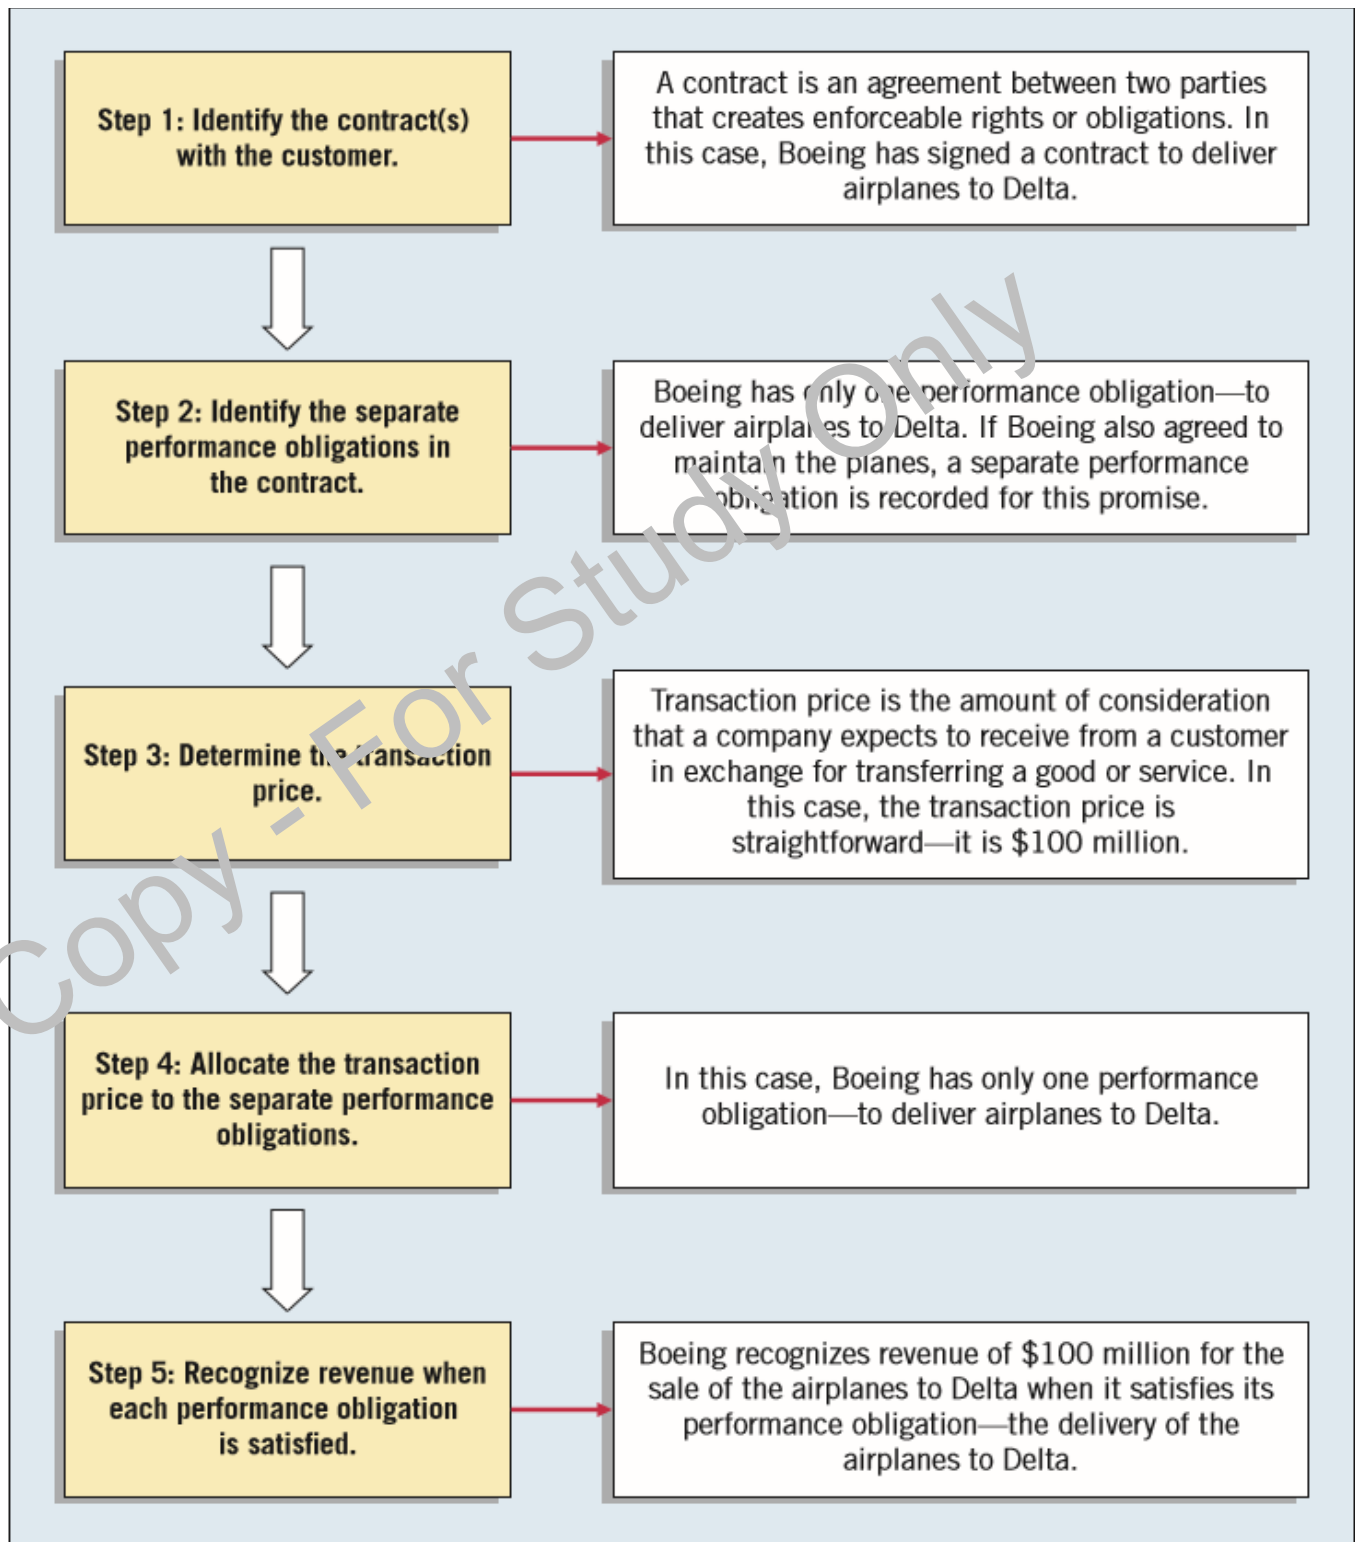 Step 1: Identify the contract(s)
with the customer.
A contract is an agreement between two parties
that creates enforceable rights or obligations. In
this case, Boeing has signed a contract to deliver
airplanes to Delta.
Step 2: Identify the separate
performance obligations in
the contract.
Boeing has only one performance obligation—to
deliver airplanes to Delta. If Boeing also agreed to
maintain the planes, a separate performance
obligation is recorded for this promise.
Step 3: Determine the transaction
price.
Transaction price is the amount of consideration
that a company expects to receive from a customer
in exchange for transferring a good or service. In
this case, the transaction price is
straightforward—it is $100 million.
Step 4: Allocate the transaction
price to the separate performance
obligations.
In this case, Boeing has only one performance
obligation—to deliver airplanes to Delta.
Step 5: Recognize revenue when
each performance obligation
is satisfied.
Boeing recognizes revenue of $100 million for the
sale of the airplanes to Delta when it satisfies its
performance obligation—the delivery of the
airplanes to Delta.
Copy - For Study Only